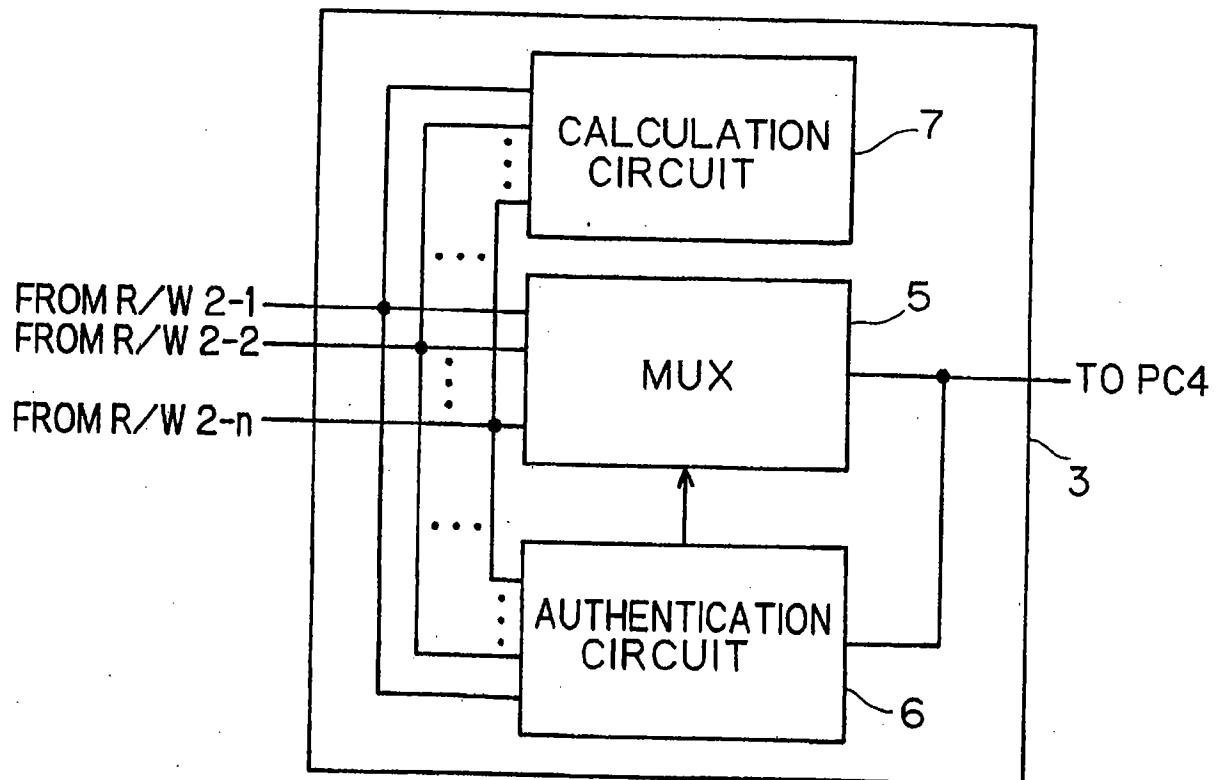 CALCULATION
CIRCUIT
7
FROM R/W 2-1
FROM R/W 2-2
FROM R/W 2-n
MUX
5
TO PC4
3
AUTHENTICATION
CIRCUIT
6